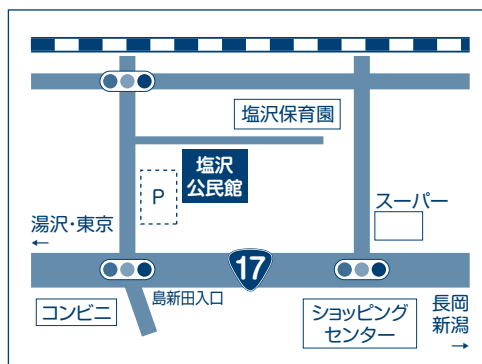 塩沢保育園
塩沢
公民館
P
スーパー
湯沢・東京
←
17
島新田入口
コンビニ
ショッピング
センター
長岡
新潟
→